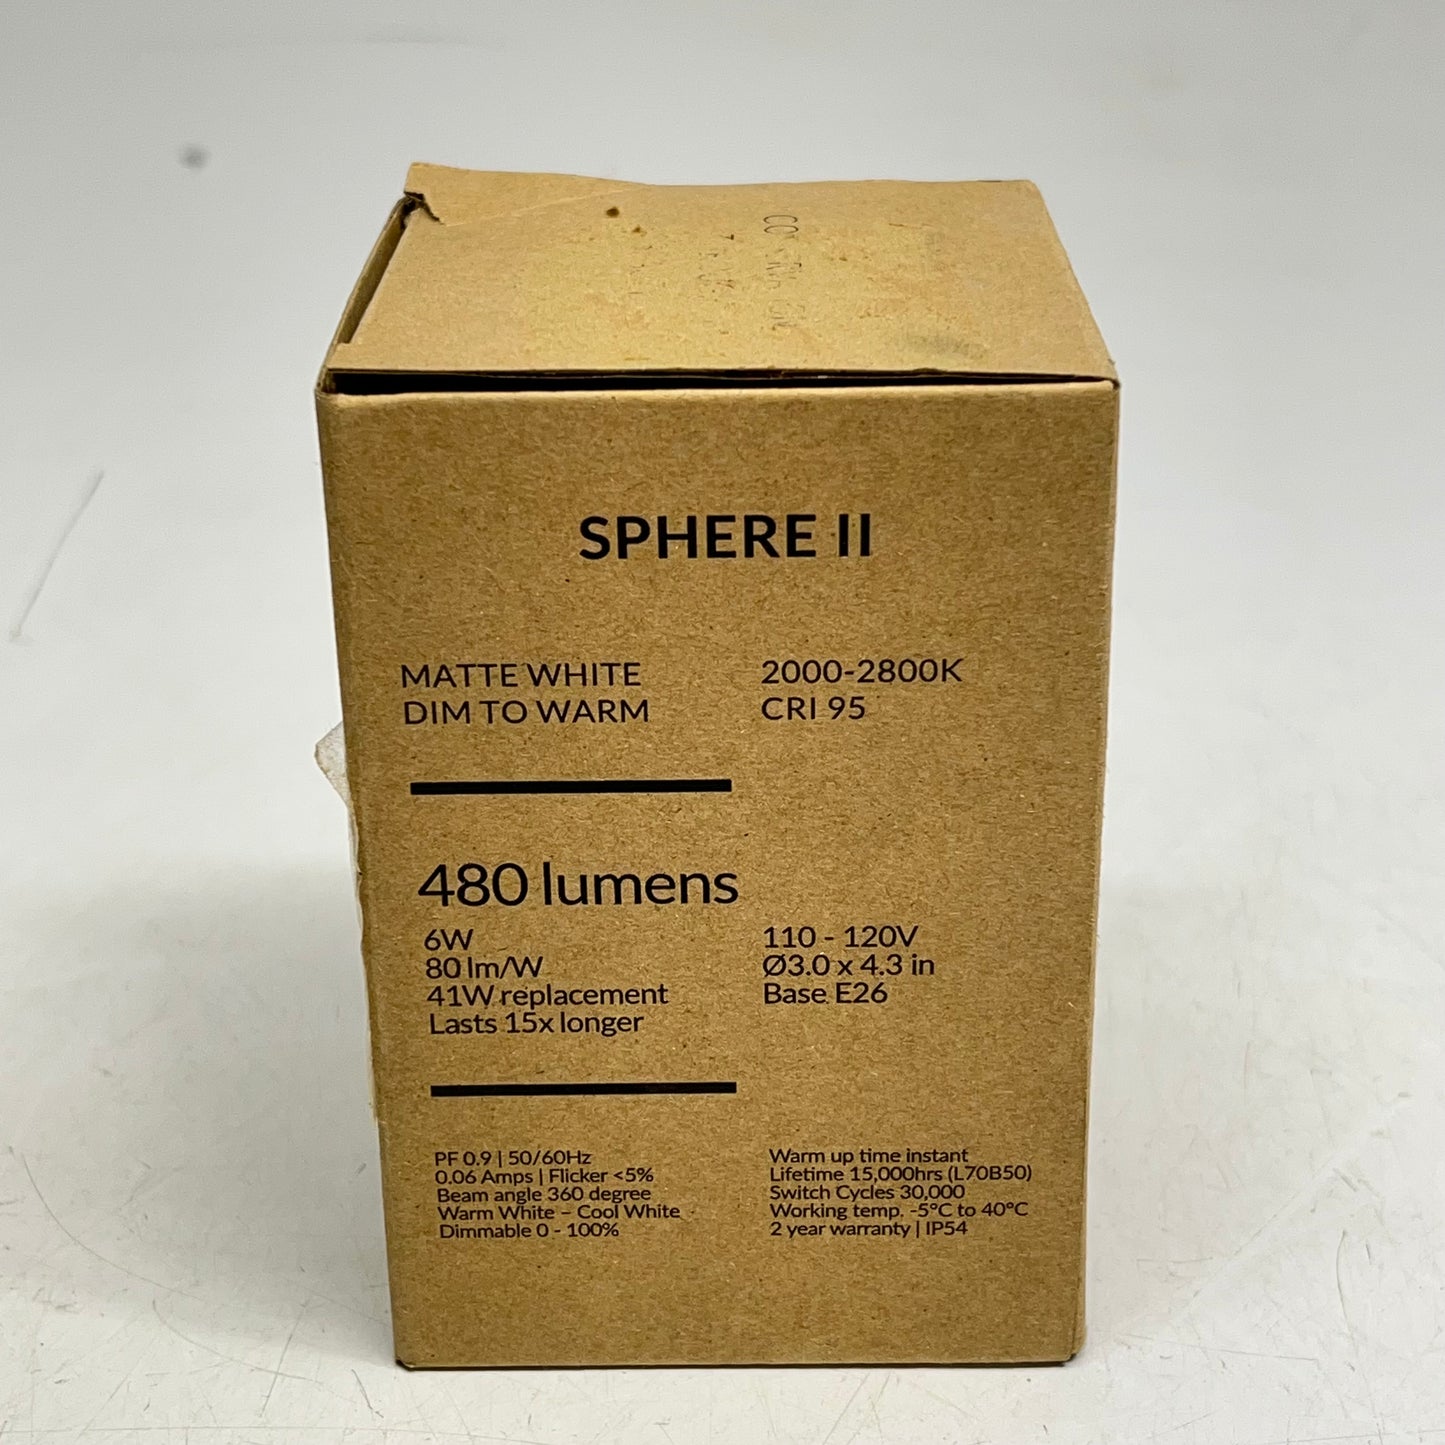 SPHERE II
MATTE WHITE
DIM TO WARM
2000-2800K
CRI 95
480 lumens
6W
80 lm/W
41W replacement
Lasts 15x longer
110 - 120V
Ø3.0 x 4.3 in
Base E26
PF 0.9 | 50/60Hz
0.06 Amps | Flicker <5%
Beam angle 360 degree
Warm White – Cool White
Dimmable 0 - 100%
Warm up time instant
Lifetime 15,000hrs (L70B50)
Switch Cycles 30,000
Working temp. -5°C to 40°C
2 year warranty | IP54